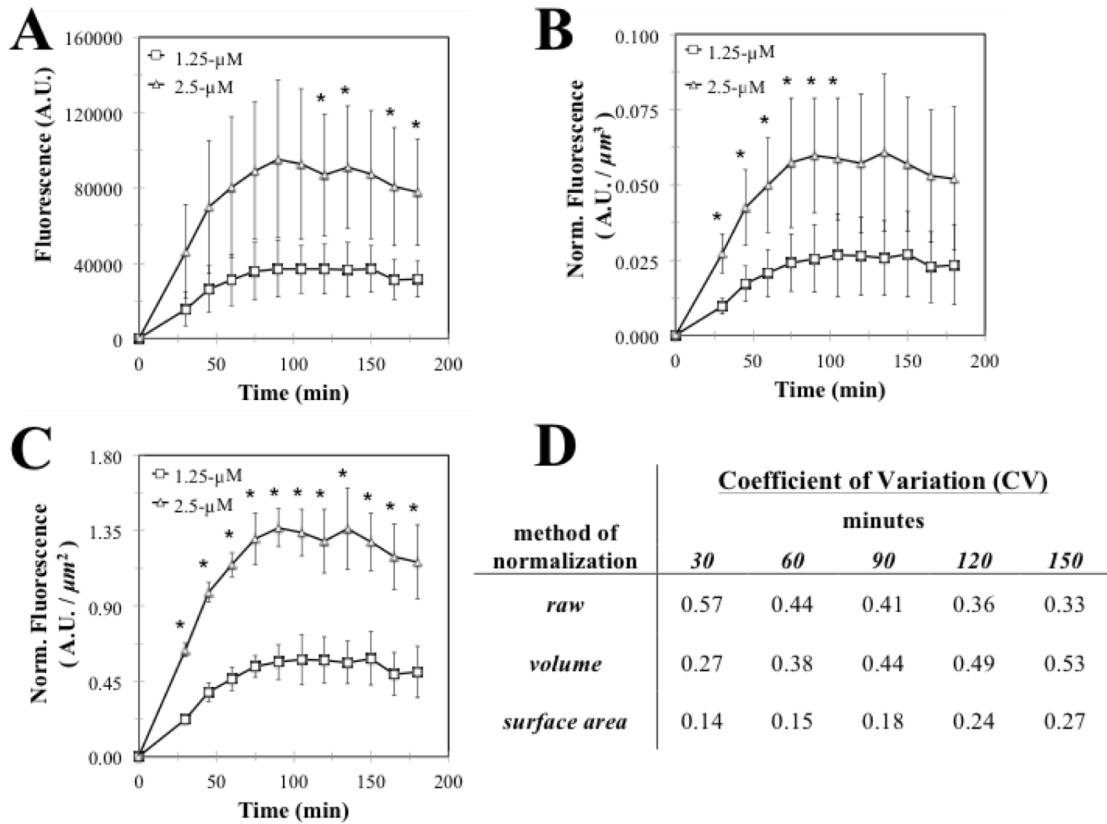 A
160000
120000
80000
40000
0
Fluorescence (A.U.)
1.25-μM
2.5-μM
* * * *
0 50 100 150 200
Time (min)
B
0.100
0.075
0.050
0.025
0.000
Norm. Fluorescence
( A.U. / μm³ )
1.25-μM
2.5-μM
* * * * * *
0 50 100 150 200
Time (min)
C
1.80
1.35
0.90
0.45
0.00
Norm. Fluorescence
( A.U. / μm² )
1.25-μM
2.5-μM
* * * * * * * * * * *
0 50 100 150 200
Time (min)
D
Coefficient of Variation (CV)
minutes
method of
normalization 30 60 90 120 150
raw 0.57 0.44 0.41 0.36 0.33
volume 0.27 0.38 0.44 0.49 0.53
surface area 0.14 0.15 0.18 0.24 0.27